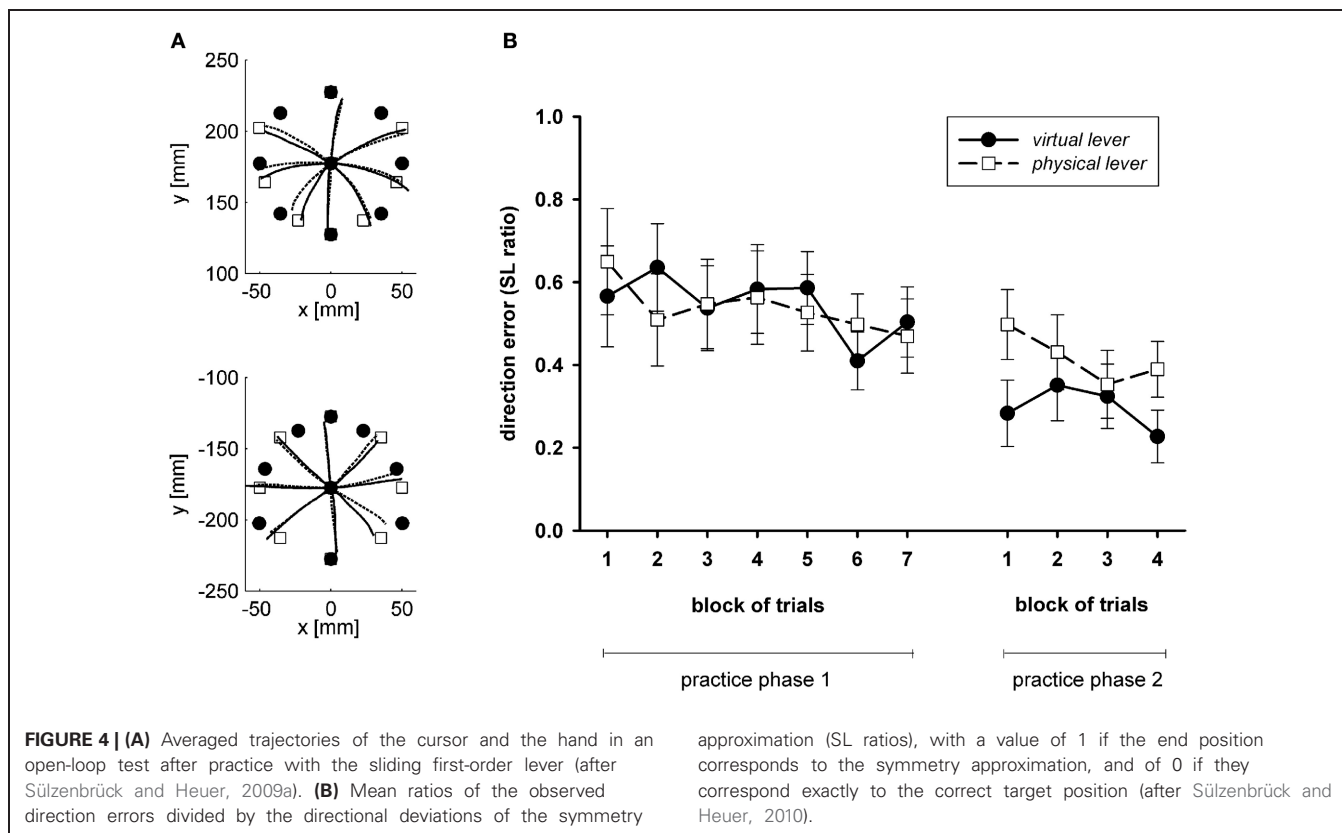 A
250
200
150
100
y [mm]
-50 0 50
x [mm]
-100
-150
-200
-250
y [mm]
-50 0 50
x [mm]
B
1.0
0.8
0.6
0.4
0.2
0.0
direction error (SL ratio)
virtual lever
physical lever
1 2 3 4 5 6 7
block of trials
practice phase 1
1 2 3 4
block of trials
practice phase 2
FIGURE 4 | (A) Averaged trajectories of the cursor and the hand in an
open-loop test after practice with the sliding first-order lever (after
Sülzenbrück and Heuer, 2009a). (B) Mean ratios of the observed
direction errors divided by the directional deviations of the symmetry
approximation (SL ratios), with a value of 1 if the end position
corresponds to the symmetry approximation, and of 0 if they
correspond exactly to the correct target position (after Sülzenbrück and
Heuer, 2010).